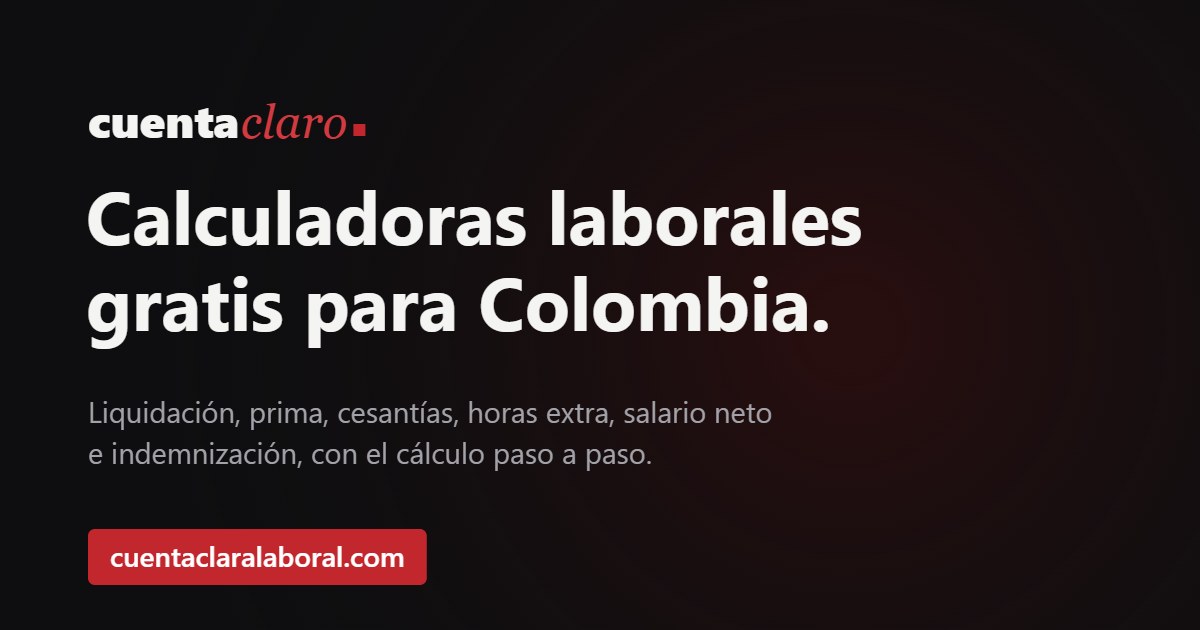 cuentaclaro
Calculadoras laborales
gratis para Colombia.
Liquidación, prima, cesantías, horas extra, salario neto
e indemnización, con el cálculo paso a paso.
cuentaclaralaboral.com